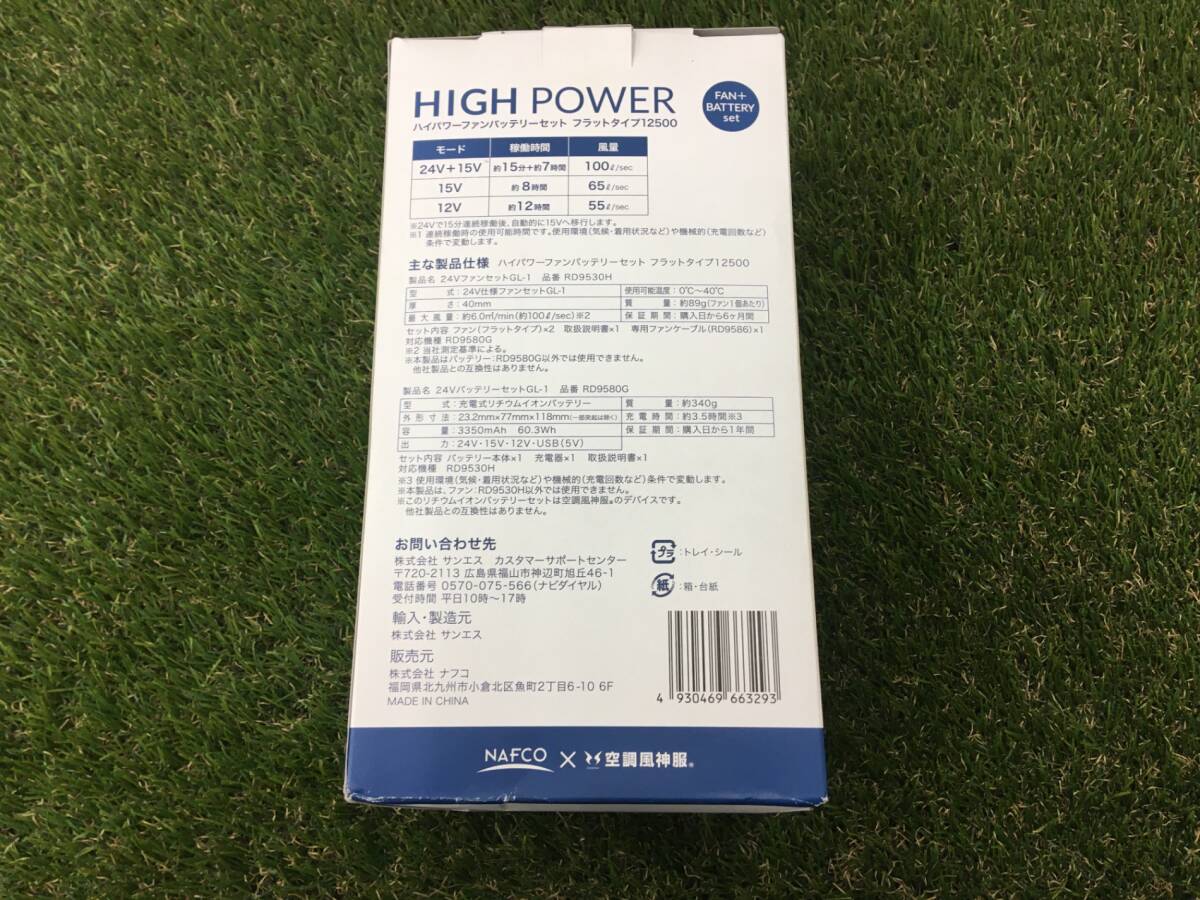 HIGH POWER
ハイパワーファンバッテリーセット フラットタイプ12500
FAN+
BATTERY
set
モード 稼働時間 風量
24V+15V 約15分+約7時間 100ℓ/sec
15V 約8時間 65ℓ/sec
12V 約12時間 55ℓ/sec
※24Vで15分連続稼働後、自動的に15Vへ移行します。
※1 連続稼働時の使用可能時間です。使用環境(気候・着用状況など)や機械的(充電回数など)
条件で変動します。
主な製品仕様 ハイパワーファンバッテリーセット フラットタイプ12500
製品名 24VファンセットGL-1 品番 RD9530H
型式:24V仕様ファンセットGL-1 使用可能温度:0℃～40℃
厚さ:40mm 質量:約89g(ファン1個あたり)
最大風量:約6.0㎥/min(約100ℓ/sec)※2 保証期間:購入日から6ヶ月間
セット内容 ファン(フラットタイプ)×2 取扱説明書×1 専用ファンケーブル(RD9586)×1
対応機種 RD9580G
※2 当社測定基準による。
※本製品はバッテリー:RD9580G以外では使用できません。
他社製品との互換性はありません。
製品名 24VバッテリーセットGL-1 品番 RD9580G
型式:充電式リチウムイオンバッテリー 質量:約340g
外形寸法:23.2mm×77mm×118mm(一部突起は除く) 充電時間:約3.5時間※3
容量:3350mAh 60.3Wh 保証期間:購入日から1年間
出力:24V・15V・12V・USB(5V)
セット内容 バッテリー本体×1 充電器×1 取扱説明書×1
対応機種 RD9530H
※3 使用環境(気候・着用状況など)や機械的(充電回数など)条件で変動します。
※本製品は、ファン:RD9530H以外では使用できません。
※このリチウムイオンバッテリーセットは空調風神服®のデバイスです。
他社製品との互換性はありません。
お問い合わせ先
株式会社 サンエス カスタマーサポートセンター
〒720-2113 広島県福山市神辺町旭丘46-1
電話番号 0570-075-566(ナビダイヤル)
受付時間 平日10時～17時
プラ:トレイ・シール
紙:箱・台紙
輸入・製造元
株式会社 サンエス
販売元
株式会社 ナフコ
福岡県北九州市小倉北区魚町2丁目6-10 6F
MADE IN CHINA
4 930469 663293
NAFCO × 空調風神服®